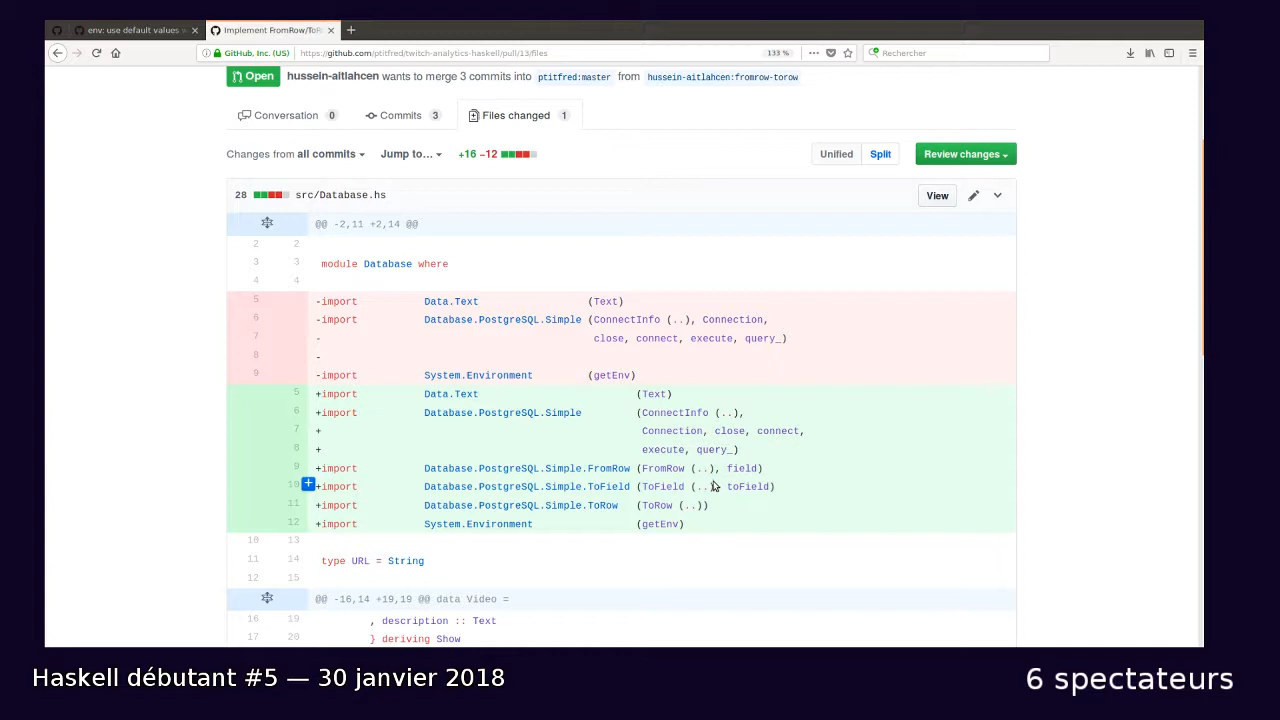 env: use default values
Implement FromRow/ToR
GitHub, Inc. (US)
https://github.com/ptitfred/twitch-analytics-haskell/pull/13/files
133 %
Rechercher
Open
hussein-aitlahcen wants to merge 3 commits into ptitfred:master from hussein-aitlahcen:fromrow-torow
Conversation 0
Commits 3
Files changed 1
Changes from all commits
Jump to…
+16 −12
Unified
Split
Review changes
28 src/Database.hs
View
@@ -2,11 +2,14 @@
2 2
3 3 module Database where
4 4
5 -import Data.Text (Text)
6 -import Database.PostgreSQL.Simple (ConnectInfo (..), Connection,
7 - close, connect, execute, query_)
8 -
9 -import System.Environment (getEnv)
5 +import Data.Text (Text)
6 +import Database.PostgreSQL.Simple (ConnectInfo (..),
7 + Connection, close, connect,
8 + execute, query_)
9 +import Database.PostgreSQL.Simple.FromRow (FromRow (..), field)
10 +import Database.PostgreSQL.Simple.ToField (ToField (.. toField)
11 +import Database.PostgreSQL.Simple.ToRow (ToRow (..))
12 +import System.Environment (getEnv)
10 13
11 14 type URL = String
12 15
@@ -16,14 +19,19 @@ data Video =
16 19 , description :: Text
17 20 } deriving Show
Haskell débutant #5 — 30 janvier 2018
6 spectateurs